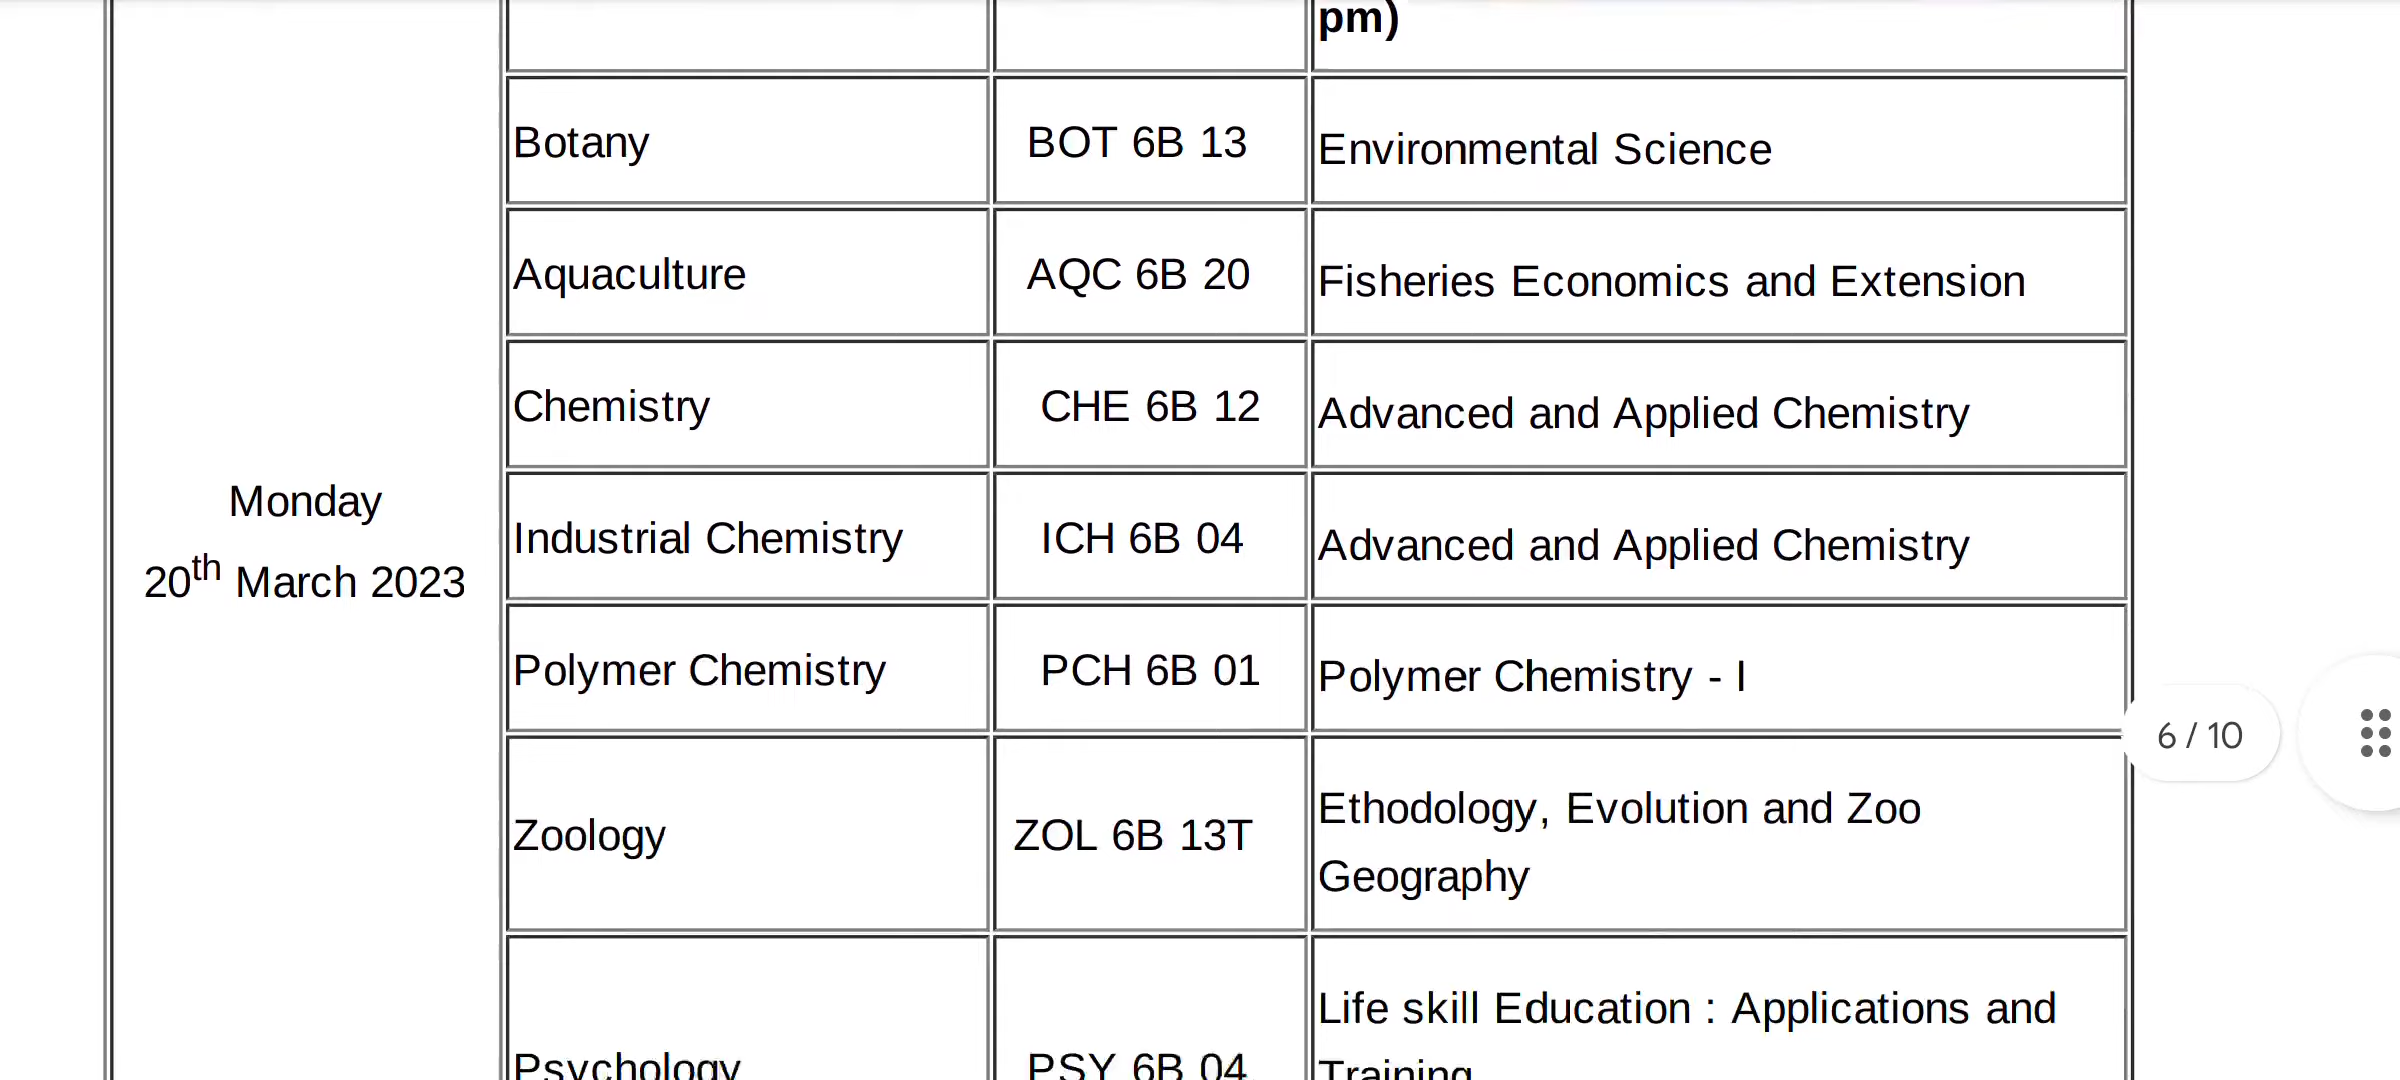 pm)
Botany BOT 6B 13 Environmental Science
Aquaculture AQC 6B 20 Fisheries Economics and Extension
Chemistry CHE 6B 12 Advanced and Applied Chemistry
Monday
20th March 2023
Industrial Chemistry ICH 6B 04 Advanced and Applied Chemistry
Polymer Chemistry PCH 6B 01 Polymer Chemistry - I
6 / 10
Zoology ZOL 6B 13T Ethodology, Evolution and Zoo
Geography
Psychology PSY 6B 04 Life skill Education : Applications and
Training